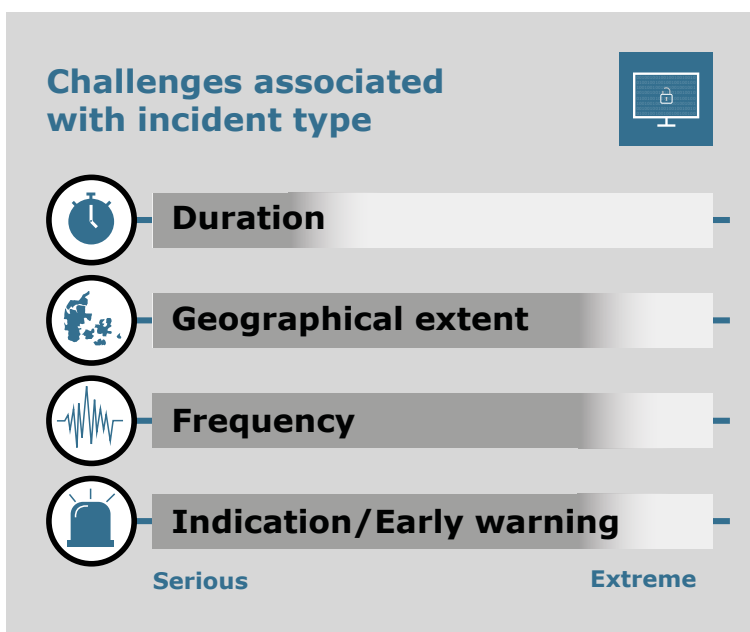 Challenges associated
with incident type
Duration
Geographical extent
Frequency
Indication/Early warning
Serious
Extreme